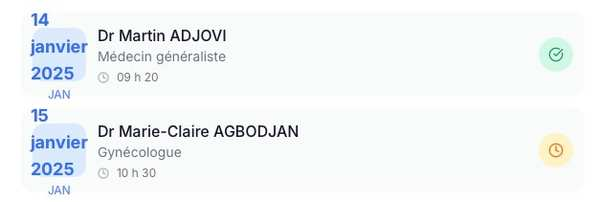 14
janvier
2025
JAN
Dr Martin ADJOVI
Médecin généraliste
09 h 20
15
janvier
2025
JAN
Dr Marie-Claire AGBODJAN
Gynécologue
10 h 30